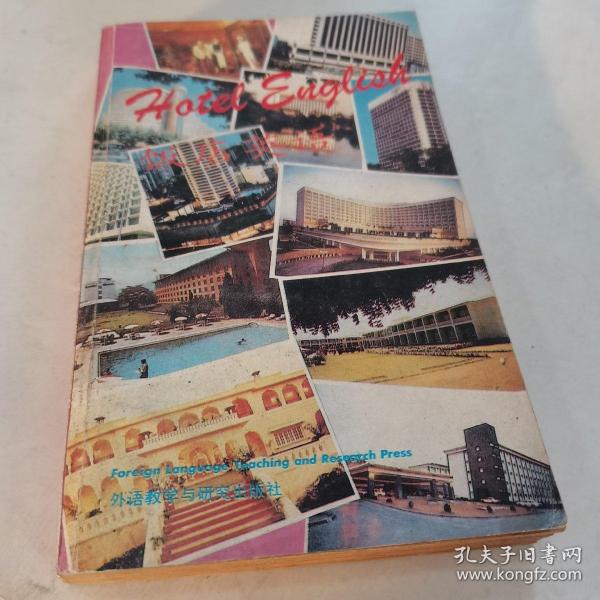 Hotel English
饭店英语
Foreign Language Teaching and Research Press
外语教学与研究出版社
孔夫子旧书网
www.kongfz.com